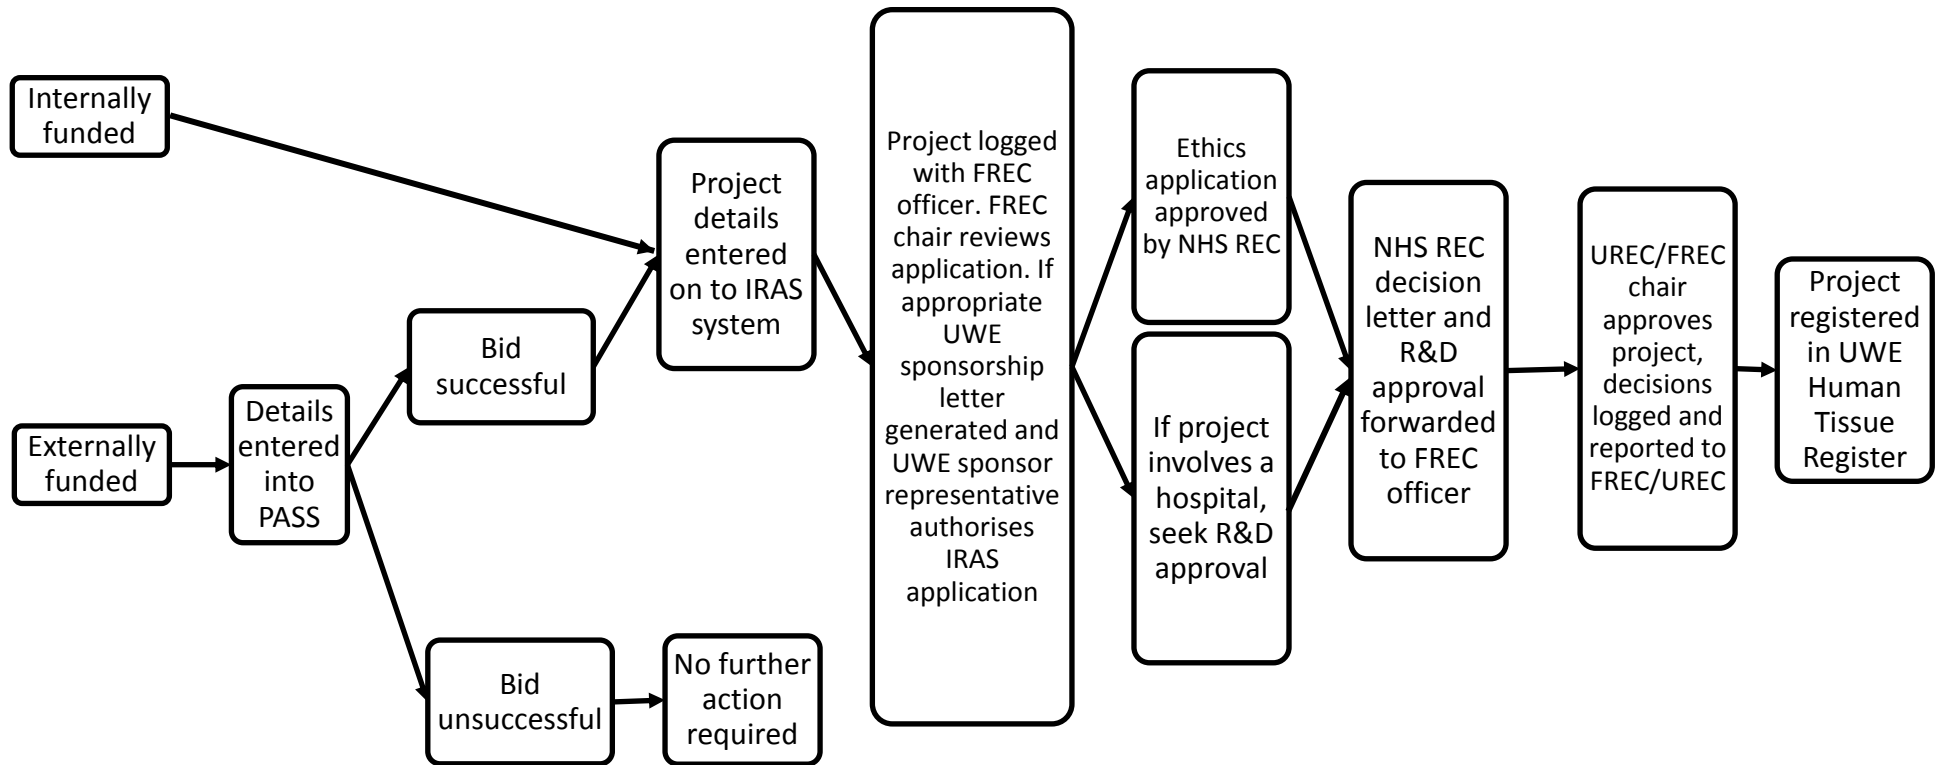 Internally
funded
Externally
funded
Details
entered
into
PASS
Bid
successful
Bid
unsuccessful
No further
action
required
Project
details
entered
on to IRAS
system
Project logged
with FREC
officer. FREC
chair reviews
application. If
appropriate
UWE
sponsorship
letter
generated and
UWE sponsor
representative
authorises
IRAS
application
Ethics
application
approved
by NHS REC
If project
involves a
hospital,
seek R&D
approval
NHS REC
decision
letter and
R&D
approval
forwarded
to FREC
officer
UREC/FREC
chair
approves
project,
decisions
logged and
reported to
FREC/UREC
Project
registered
in UWE
Human
Tissue
Register